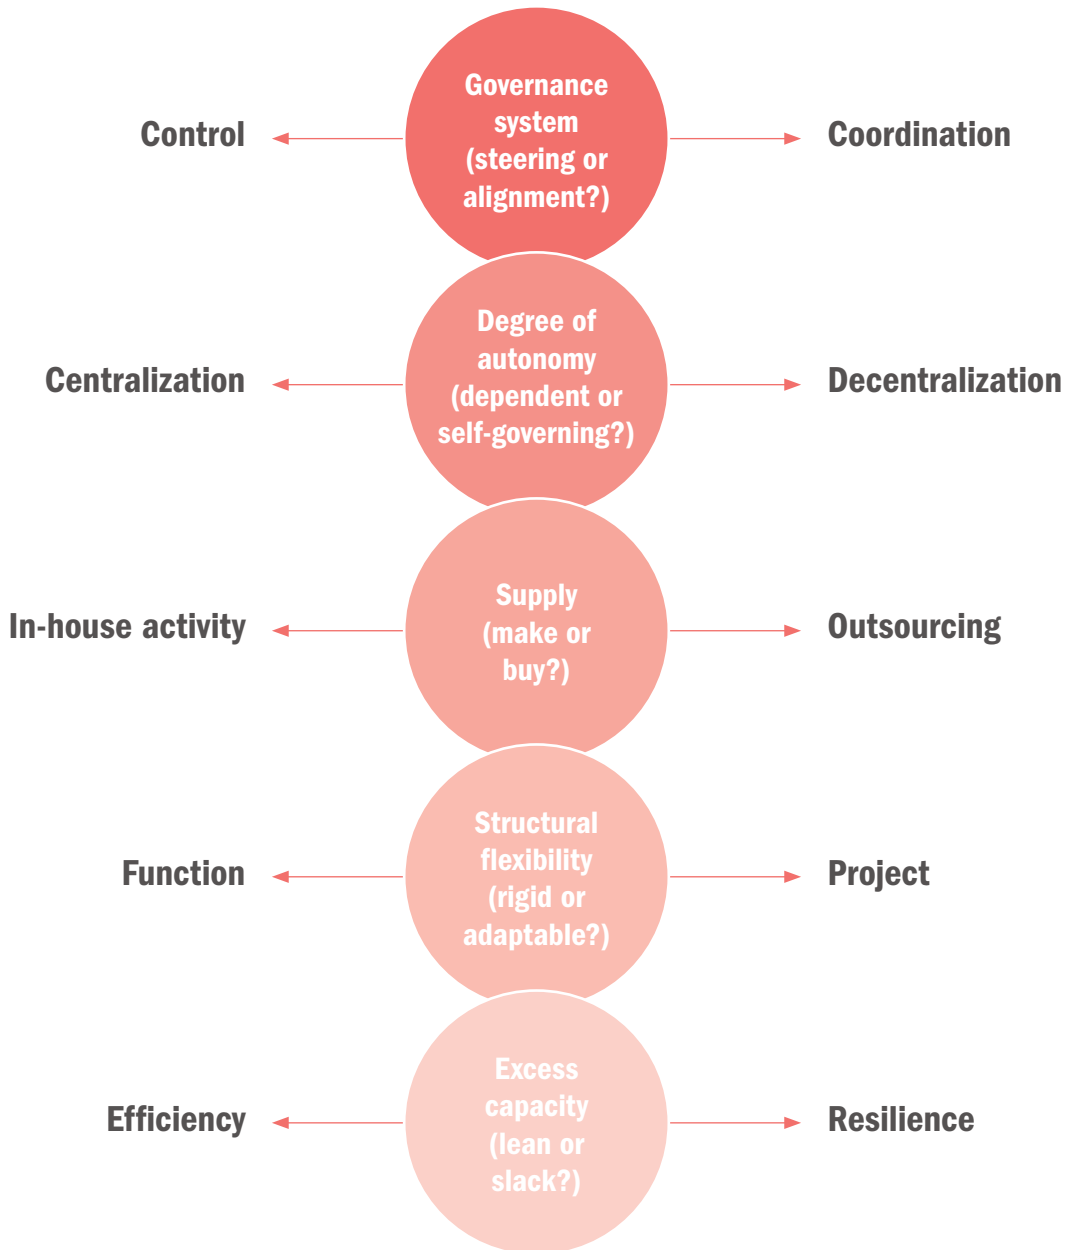 Governance
system
(steering or
alignment?)
Control
Coordination
Degree of
autonomy
(dependent or
self-governing?)
Centralization
Decentralization
Supply
(make or
buy?)
In-house activity
Outsourcing
Structural
flexibility
(rigid or
adaptable?)
Function
Project
Excess
capacity
(lean or
slack?)
Efficiency
Resilience